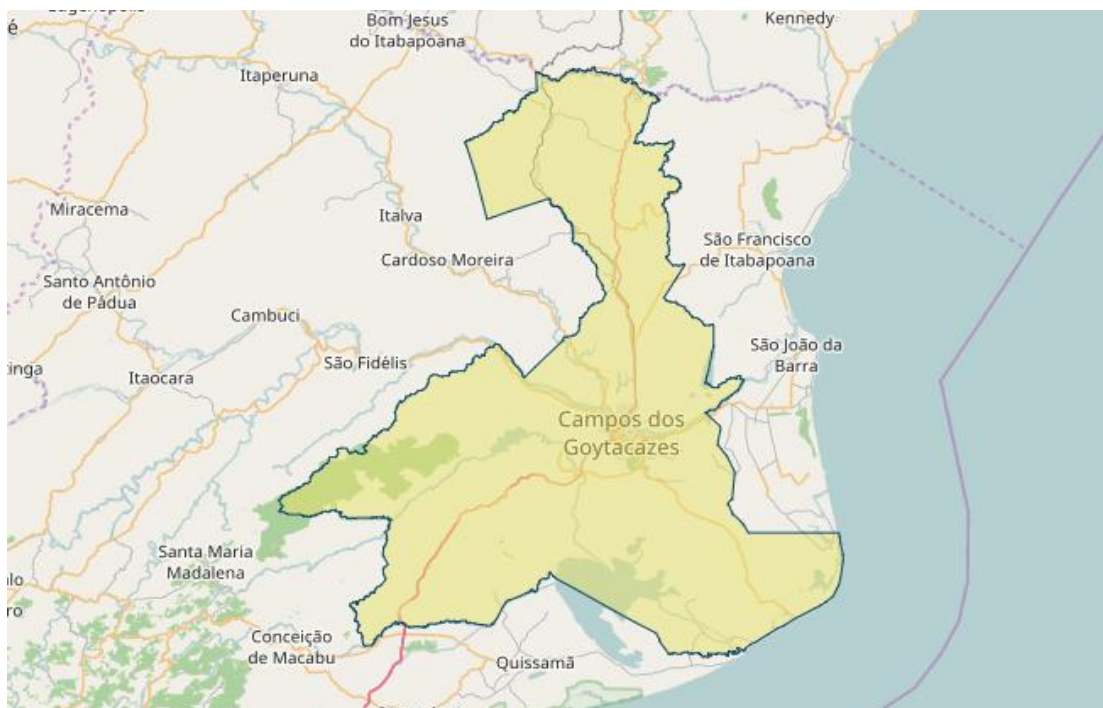 Kennedy
Bom Jesus
do Itabapoana
é
Itaperuna
Miracema
Italva
São Francisco
de Itabapoana
Cardoso Moreira
Santo Antônio
de Pádua
Cambuci
São João da
Barra
São Fidélis
Itaocara
Campos dos
Goytacazes
Santa Maria
Madalena
Conceição
de Macabu
Quissamã